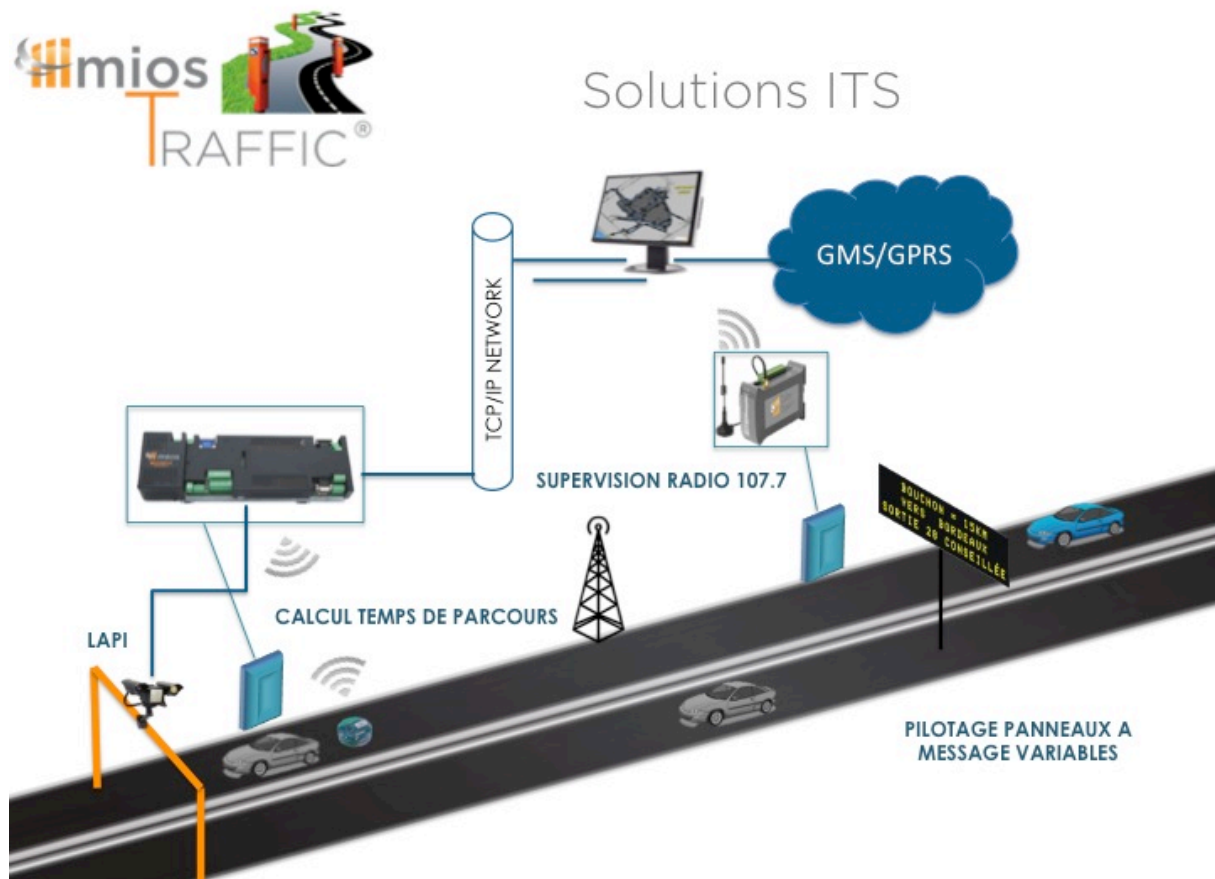 mios
TRAFFIC®
Solutions ITS
GMS/GPRS
TCP/IP NETWORK
mios
SUPERVISION RADIO 107.7
BOUCHON = 15KM
VERS BORDEAUX
SORTIE 20 CONSEILLÉE
CALCUL TEMPS DE PARCOURS
LAPI
PILOTAGE PANNEAUX A
MESSAGE VARIABLES